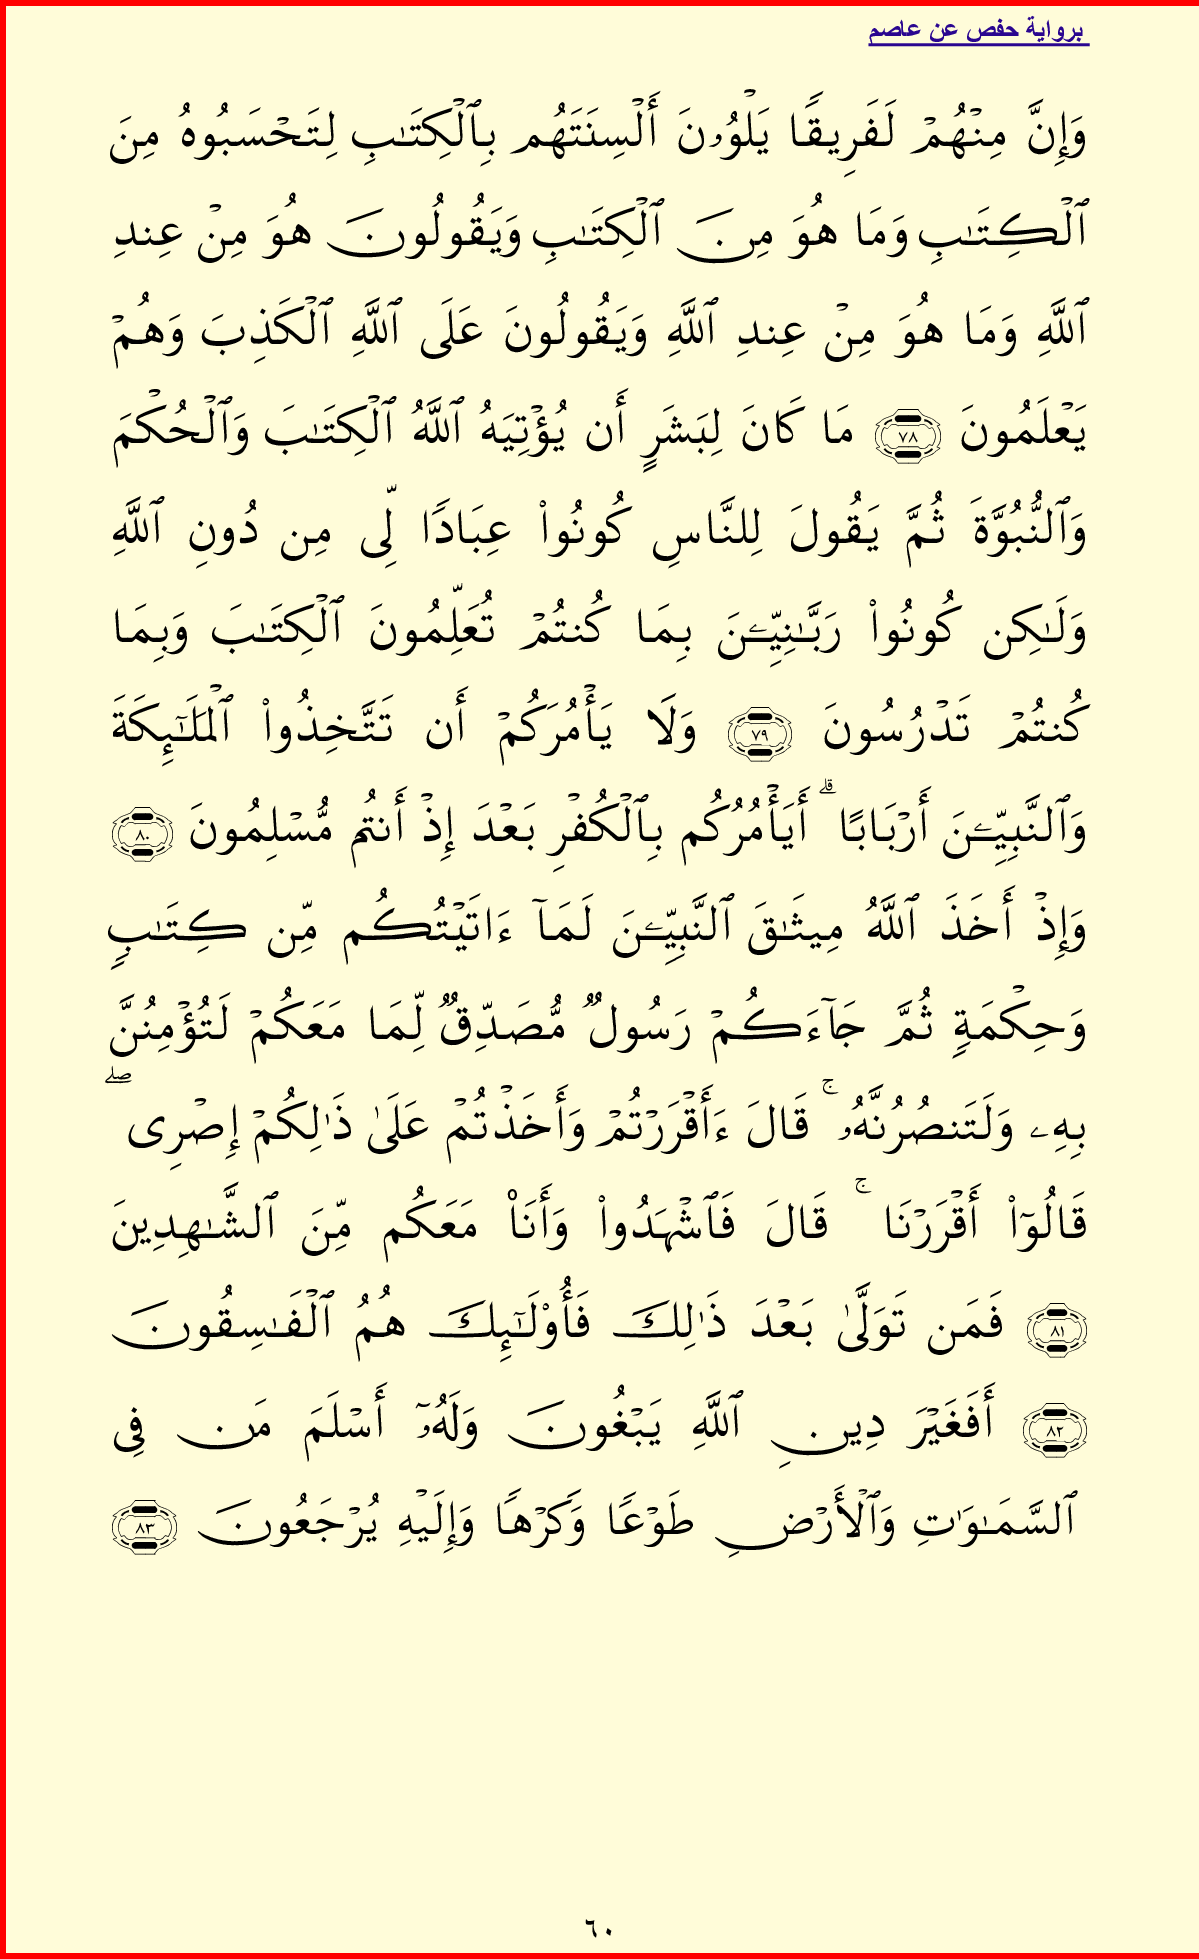 برواية حفص عن عاصم
وَإِنَّ مِنۡهُمۡ لَفَرِيقٗا يَلۡوُۥنَ أَلۡسِنَتَهُم بِٱلۡكِتَٰبِ لِتَحۡسَبُوهُ مِنَ
ٱلۡكِتَٰبِ وَمَا هُوَ مِنَ ٱلۡكِتَٰبِ وَيَقُولُونَ هُوَ مِنۡ عِندِ
ٱللَّهِ وَمَا هُوَ مِنۡ عِندِ ٱللَّهِ وَيَقُولُونَ عَلَى ٱللَّهِ ٱلۡكَذِبَ وَهُمۡ
يَعۡلَمُونَ ٧٨ مَا كَانَ لِبَشَرٍ أَن يُؤۡتِيَهُ ٱللَّهُ ٱلۡكِتَٰبَ وَٱلۡحُكۡمَ
وَٱلنُّبُوَّةَ ثُمَّ يَقُولَ لِلنَّاسِ كُونُواْ عِبَادٗا لِّي مِن دُونِ ٱللَّهِ
وَلَٰكِن كُونُواْ رَبَّٰنِيِّـۧنَ بِمَا كُنتُمۡ تُعَلِّمُونَ ٱلۡكِتَٰبَ وَبِمَا
كُنتُمۡ تَدۡرُسُونَ ٧٩ وَلَا يَأۡمُرَكُمۡ أَن تَتَّخِذُواْ ٱلۡمَلَٰٓئِكَةَ
وَٱلنَّبِيِّـۧنَ أَرۡبَابًاۗ أَيَأۡمُرُكُم بِٱلۡكُفۡرِ بَعۡدَ إِذۡ أَنتُم مُّسۡلِمُونَ ٨٠
وَإِذۡ أَخَذَ ٱللَّهُ مِيثَٰقَ ٱلنَّبِيِّـۧنَ لَمَآ ءَاتَيۡتُكُم مِّن كِتَٰبٖ
وَحِكۡمَةٖ ثُمَّ جَآءَكُمۡ رَسُولٞ مُّصَدِّقٞ لِّمَا مَعَكُمۡ لَتُؤۡمِنُنَّ
بِهِۦ وَلَتَنصُرُنَّهُۥۚ قَالَ ءَأَقۡرَرۡتُمۡ وَأَخَذۡتُمۡ عَلَىٰ ذَٰلِكُمۡ إِصۡرِيۖ
قَالُوٓاْ أَقۡرَرۡنَاۚ قَالَ فَٱشۡهَدُواْ وَأَنَا۠ مَعَكُم مِّنَ ٱلشَّٰهِدِينَ
٨١ فَمَن تَوَلَّىٰ بَعۡدَ ذَٰلِكَ فَأُوْلَٰٓئِكَ هُمُ ٱلۡفَٰسِقُونَ
٨٢ أَفَغَيۡرَ دِينِ ٱللَّهِ يَبۡغُونَ وَلَهُۥٓ أَسۡلَمَ مَن فِي
ٱلسَّمَٰوَٰتِ وَٱلۡأَرۡضِ طَوۡعٗا وَكَرۡهٗا وَإِلَيۡهِ يُرۡجَعُونَ ٨٣
٦٠